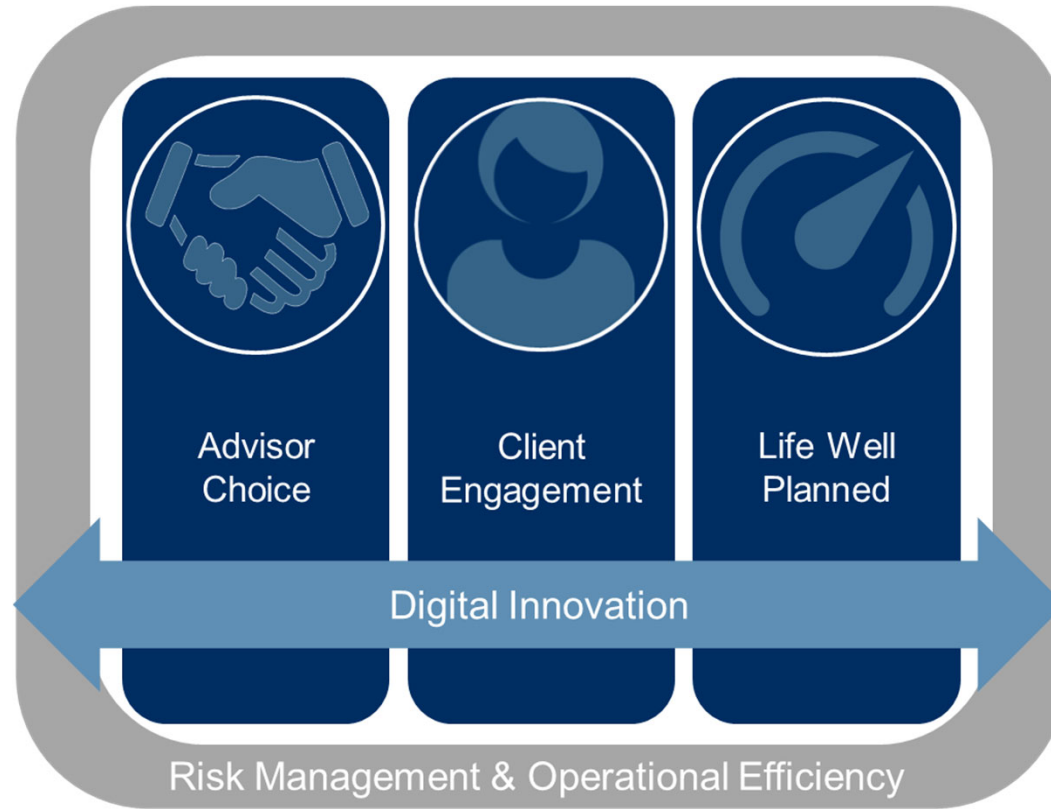 Advisor
Choice
Client
Engagement
Life Well
Planned
Digital Innovation
Risk Management & Operational Efficiency